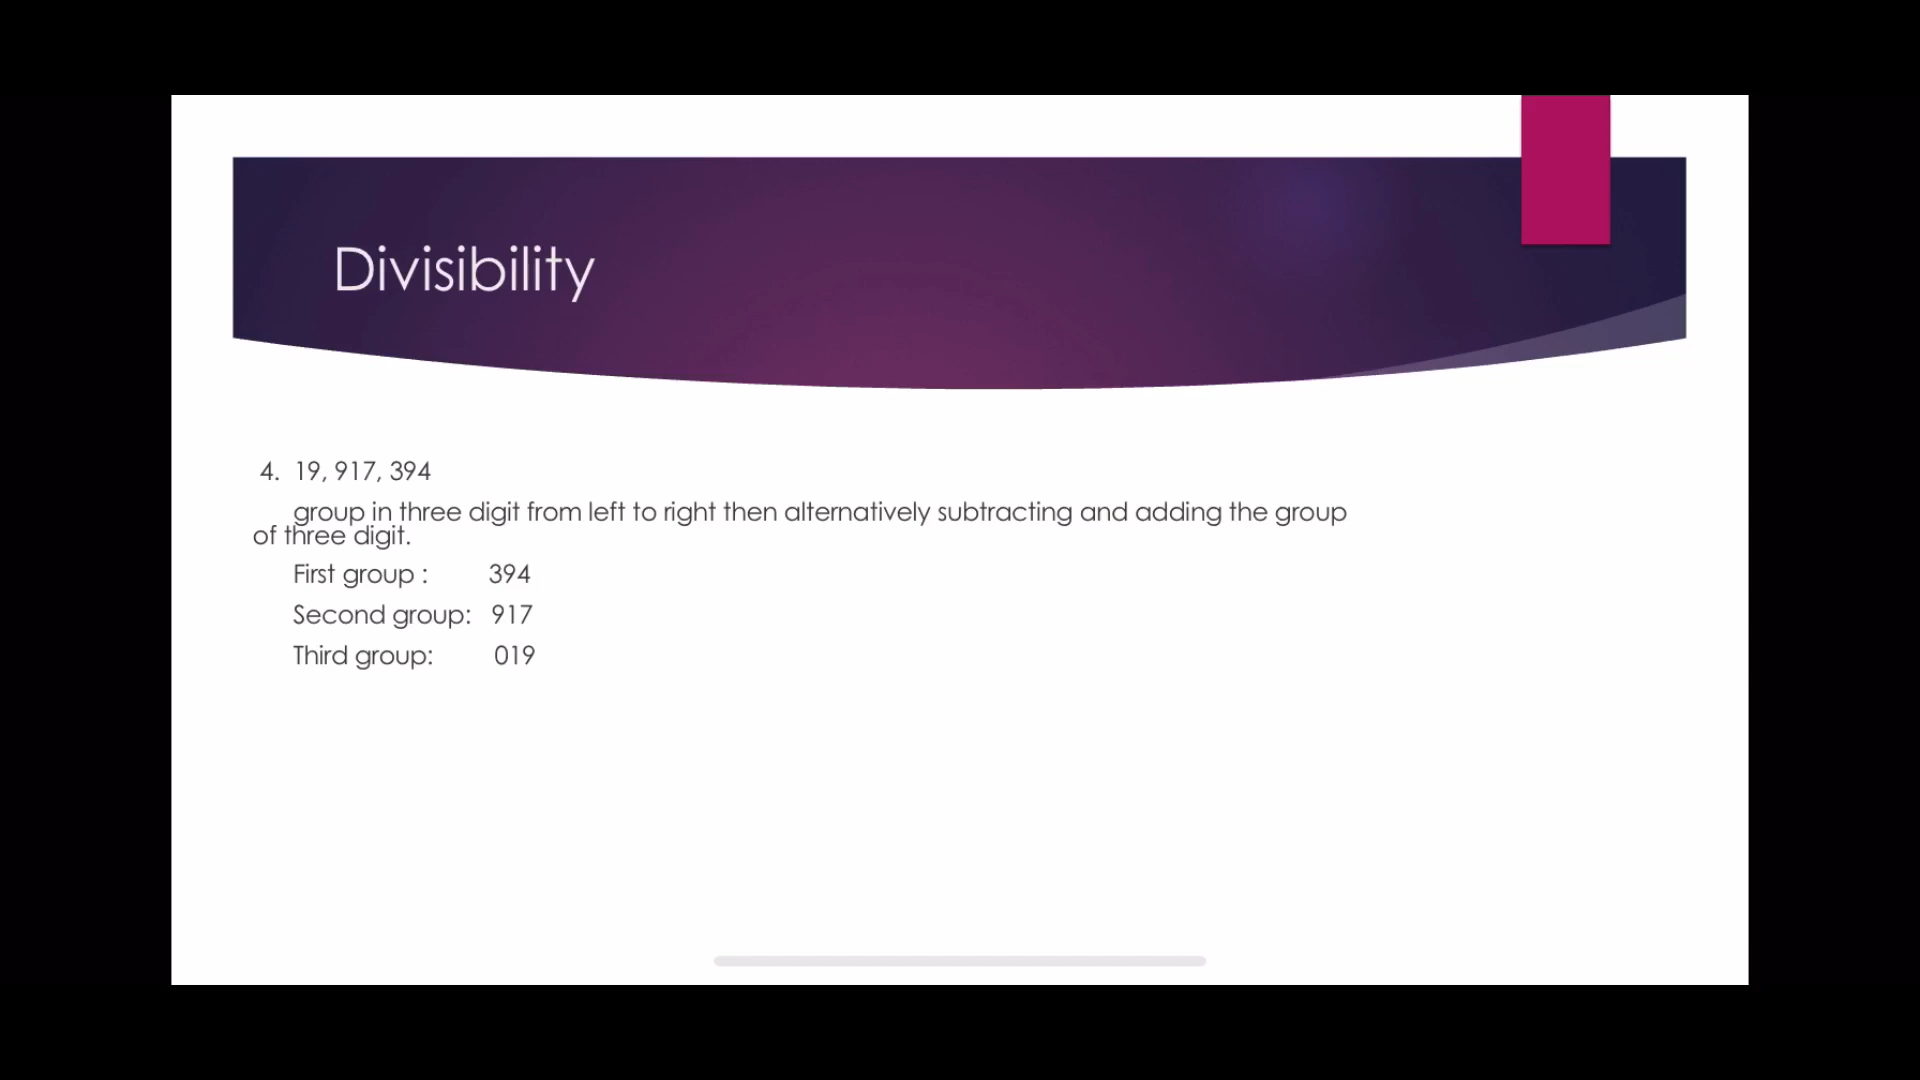 Divisibility
4. 19, 917, 394
group in three digit from left to right then alternatively subtracting and adding the group
of three digit.
First group : 394
Second group: 917
Third group: 019